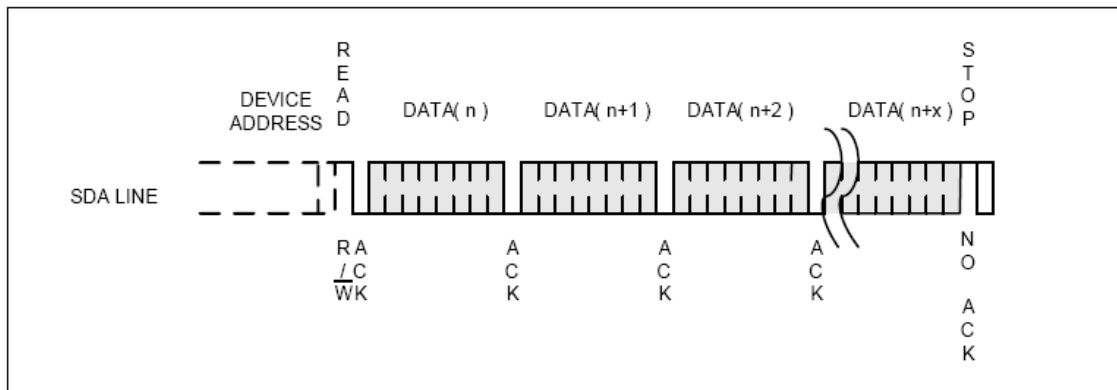 READ
STOP
DEVICE
ADDRESS
DATA( n )
DATA( n+1 )
DATA( n+2 )
DATA( n+x )
SDA LINE
R/W
ACK
ACK
ACK
ACK
NO ACK